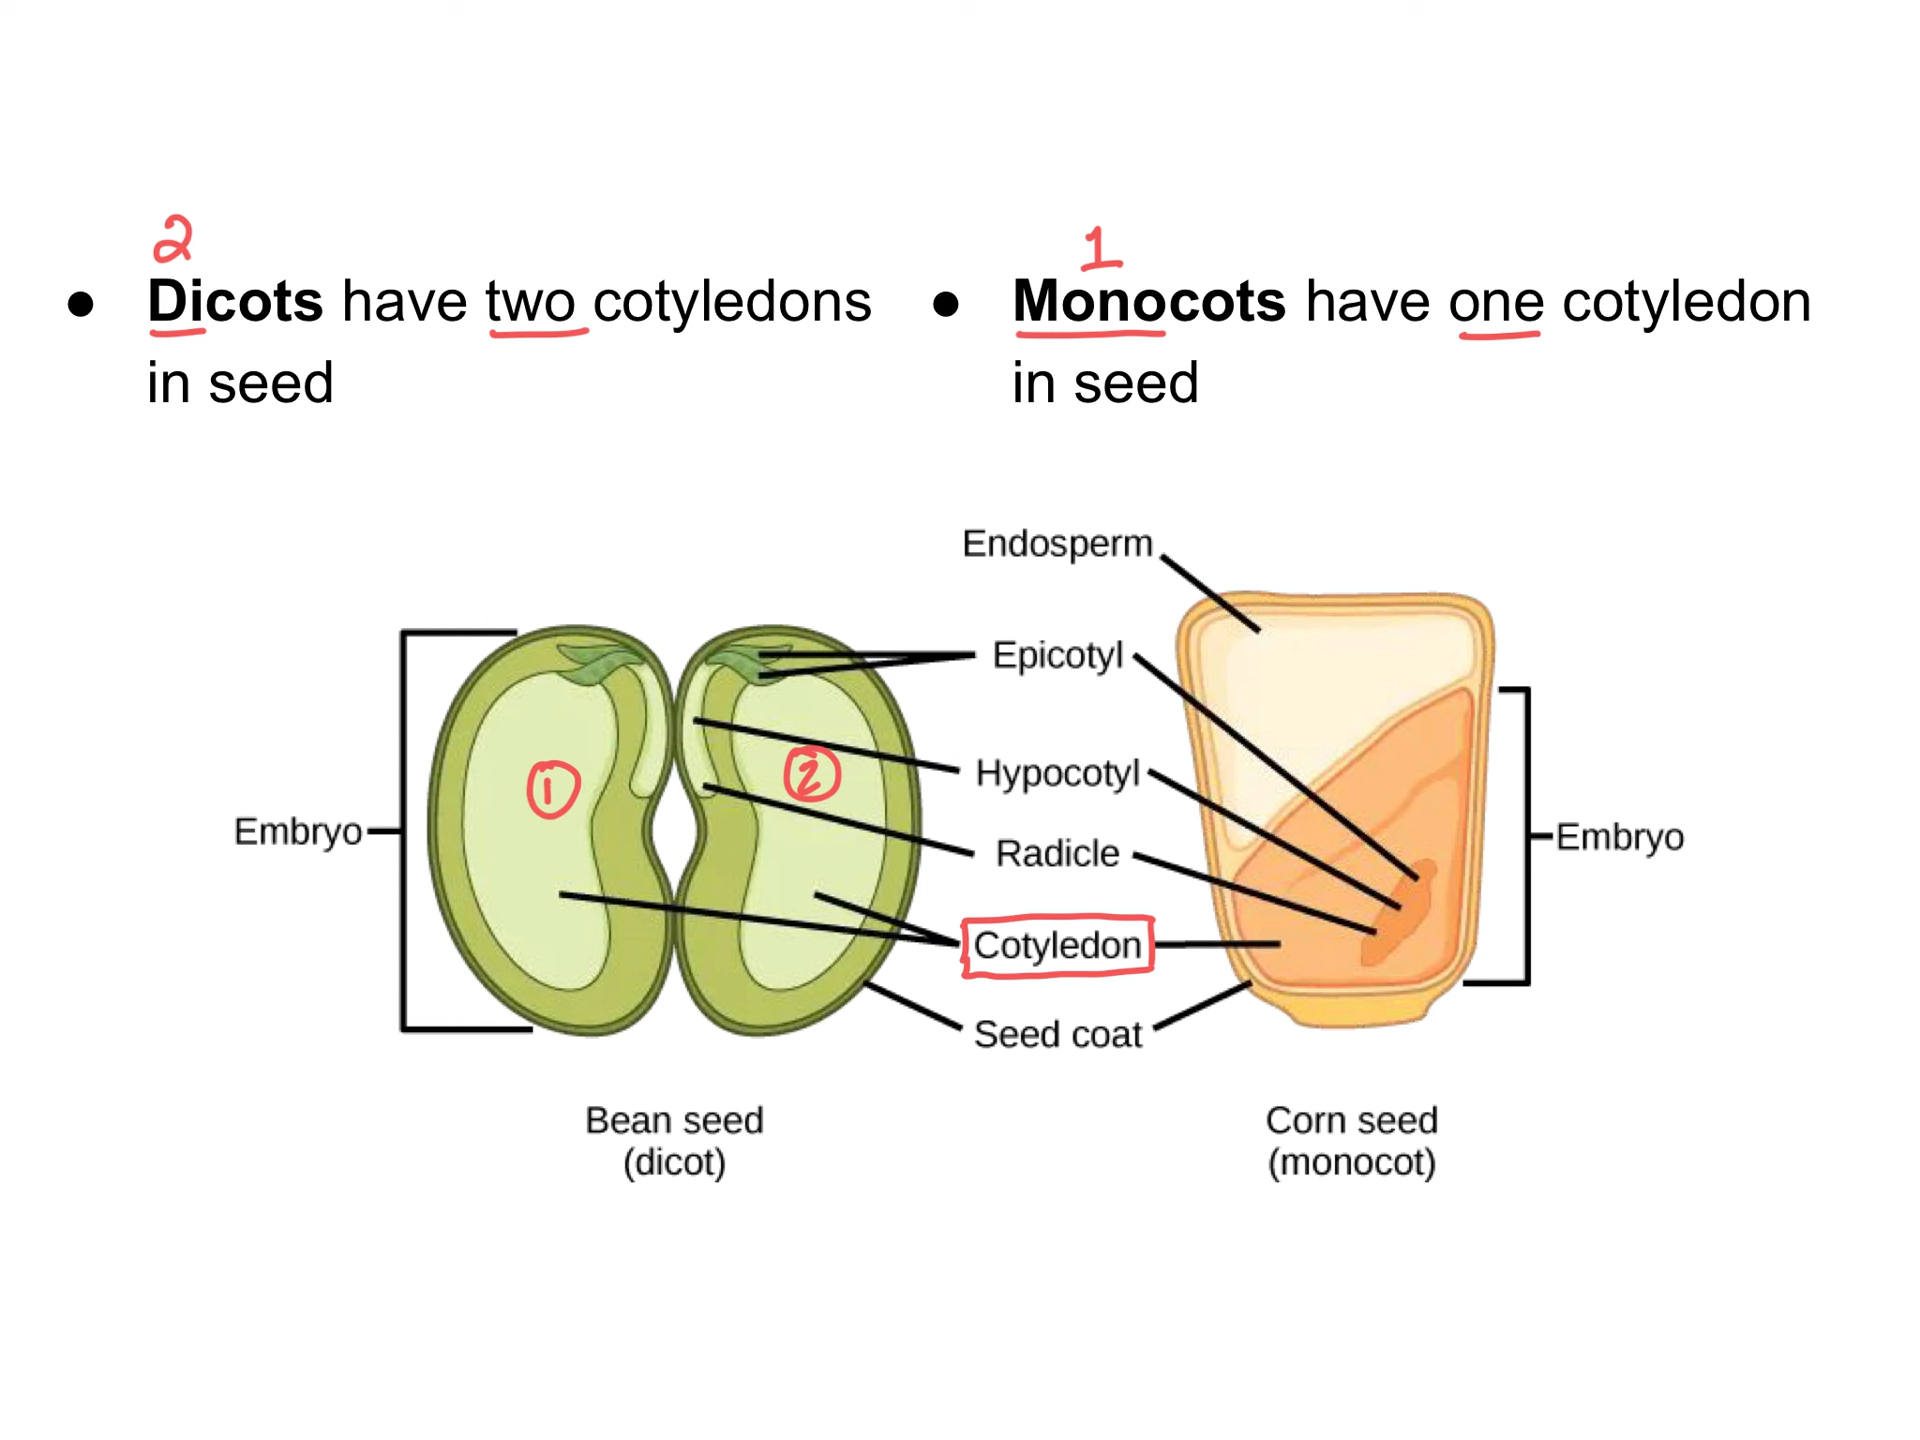 2
● Dicots have two cotyledons
in seed
1
● Monocots have one cotyledon
in seed
Endosperm
Epicotyl
Hypocotyl
Radicle
Cotyledon
Seed coat
Embryo
1
2
Embryo
Bean seed
(dicot)
Corn seed
(monocot)